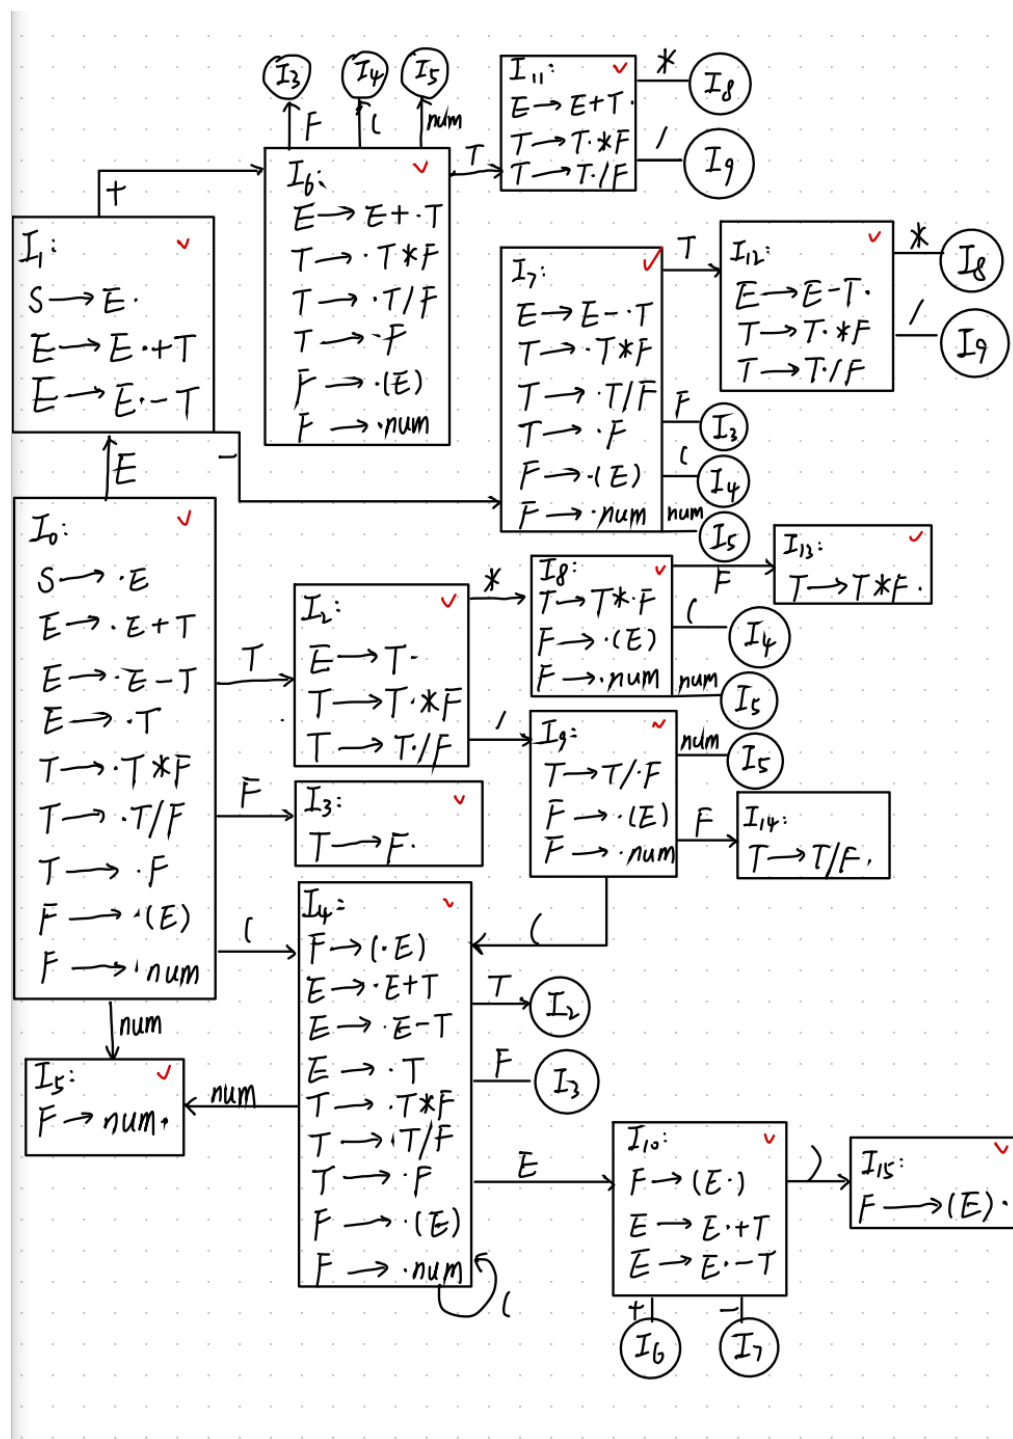 I3 I4 I5
F ( num
I11:
E → E+T·
T → T·*F
T → T·/F
* I8
/ I9
T
+
I6:
E → E+·T
T → ·T*F
T → ·T/F
T → ·F
F → ·(E)
F → ·num
I1:
S → E·
E → E·+T
E → E·-T
-
E
I7:
E → E-·T
T → ·T*F
T → ·T/F
T → ·F
F → ·(E)
F → ·num
T
F I3
( I4
num I5
I12:
E → E-T·
T → T·*F
T → T·/F
* I8
/ I9
I0:
S → ·E
E → ·E+T
E → ·E-T
E → ·T
T → ·T*F
T → ·T/F
T → ·F
F → ·(E)
F → ·num
T
F
(
num
I2:
E → T·
T → T·*F
T → T·/F
*
/
I8:
T → T*·F
F → ·(E)
F → ·num
F
( I4
num I5
I13:
T → T*F·
I9:
T → T/·F
F → ·(E)
F → ·num
num I5
F
(
I14:
T → T/F.
I3:
T → F·
I4:
F → (·E)
E → ·E+T
E → ·E-T
E → ·T
T → ·T*F
T → ·T/F
T → ·F
F → ·(E)
F → ·num
T I2
F I3
E
(
num
I5:
F → num·
I10:
F → (E·)
E → E·+T
E → E·-T
)
+ -
I6 I7
I15:
F → (E)·